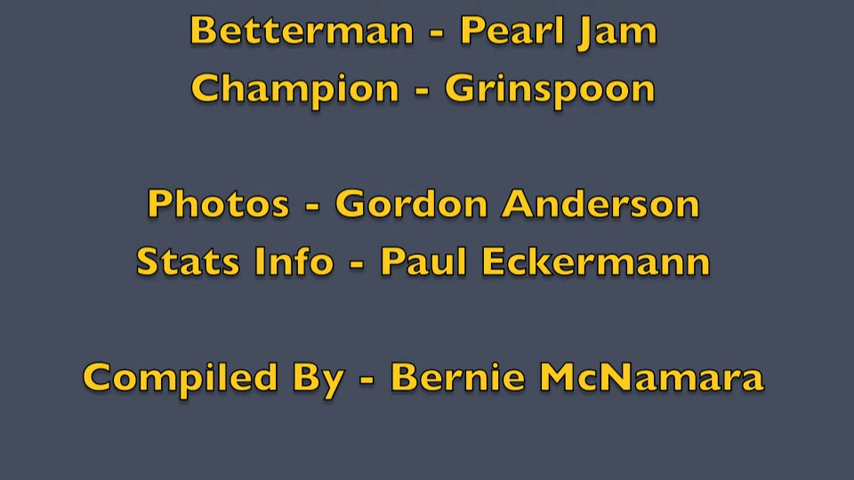 Betterman - Pearl Jam
Champion - Grinspoon
Photos - Gordon Anderson
Stats Info - Paul Eckermann
Compiled By - Bernie McNamara